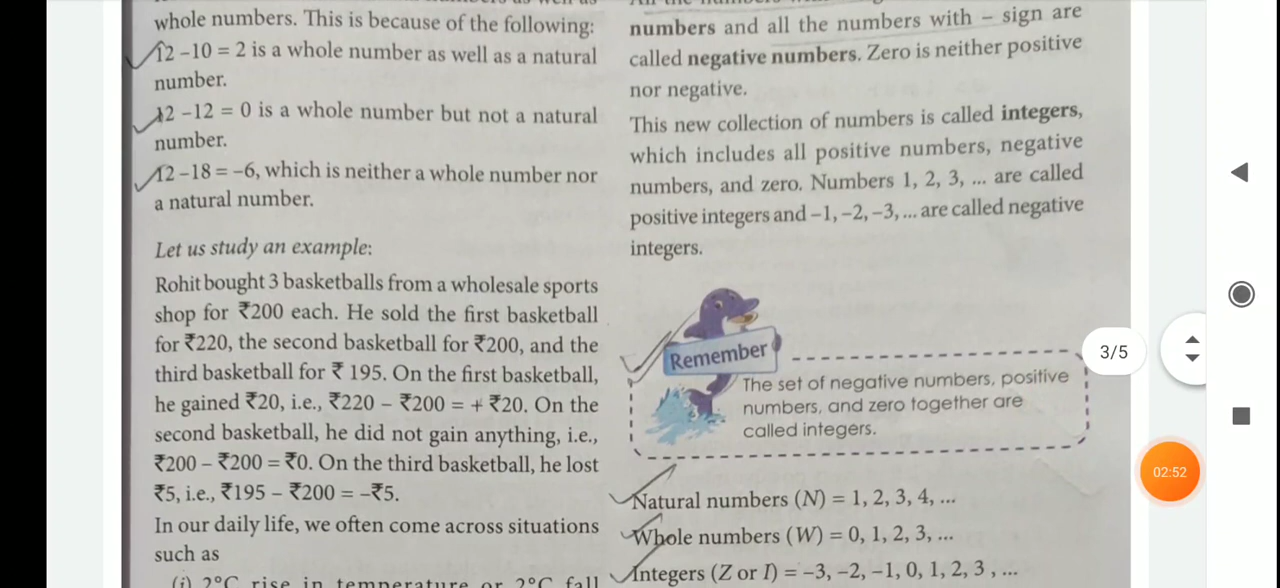 whole numbers. This is because of the following:
12 – 10 = 2 is a whole number as well as a natural
number.
12 – 12 = 0 is a whole number but not a natural
number.
12 – 18 = –6, which is neither a whole number nor
a natural number.
Let us study an example:
Rohit bought 3 basketballs from a wholesale sports
shop for ₹200 each. He sold the first basketball
for ₹220, the second basketball for ₹200, and the
third basketball for ₹ 195. On the first basketball,
he gained ₹20, i.e., ₹220 – ₹200 = + ₹20. On the
second basketball, he did not gain anything, i.e.,
₹200 – ₹200 = ₹0. On the third basketball, he lost
₹5, i.e., ₹195 – ₹200 = –₹5.
In our daily life, we often come across situations
such as
(i) 2°C rise in temperature or 2°C fall
numbers and all the numbers with – sign are
called negative numbers. Zero is neither positive
nor negative.
This new collection of numbers is called integers,
which includes all positive numbers, negative
numbers, and zero. Numbers 1, 2, 3, ... are called
positive integers and –1, –2, –3, ... are called negative
integers.
Remember
The set of negative numbers, positive
numbers, and zero together are
called integers.
Natural numbers (N) = 1, 2, 3, 4, ...
Whole numbers (W) = 0, 1, 2, 3, ...
Integers (Z or I) = –3, –2, –1, 0, 1, 2, 3 , ...
3/5
02:52